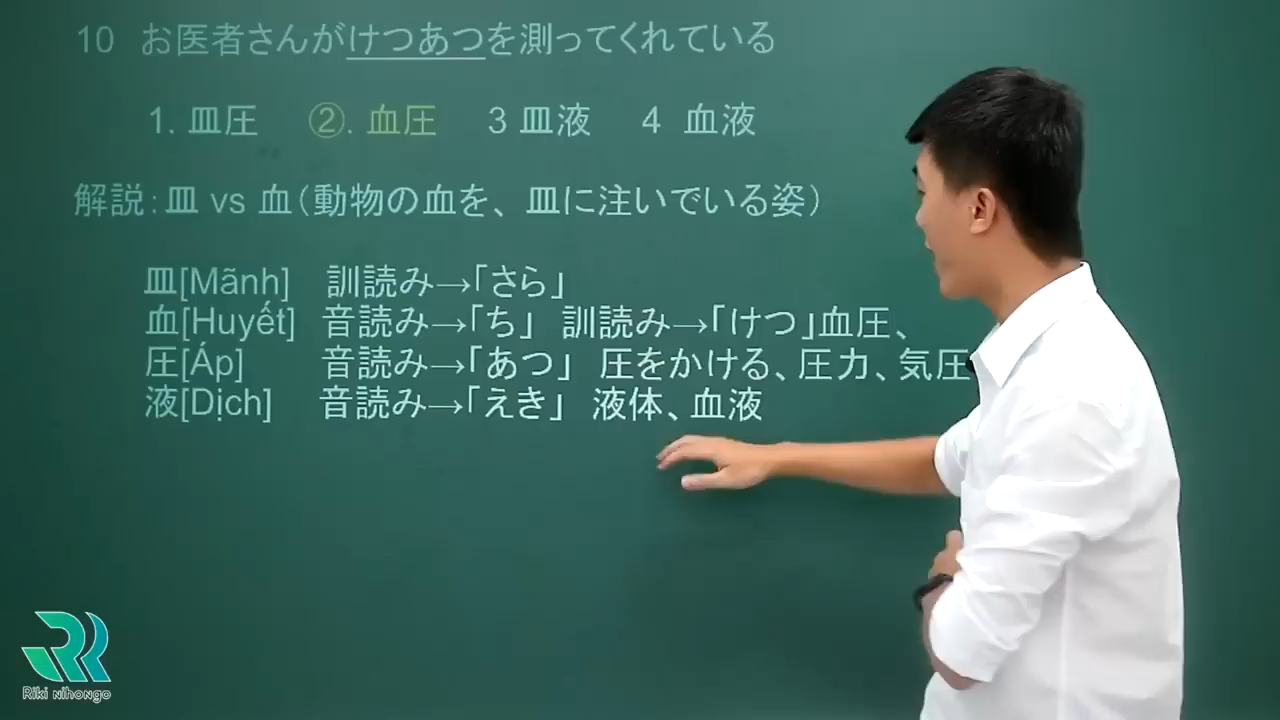 10 お医者さんがけつあつを測ってくれている
1. 皿圧 ②. 血圧 3 皿液 4 血液
解説：皿 vs 血（動物の血を、皿に注いでいる姿）
皿[Mãnh] 訓読み→「さら」
血[Huyết] 音読み→「ち」 訓読み→「けつ」血圧、
圧[Áp] 音読み→「あつ」 圧をかける、圧力、気圧
液[Dịch] 音読み→「えき」 液体、血液
Riki nihongo